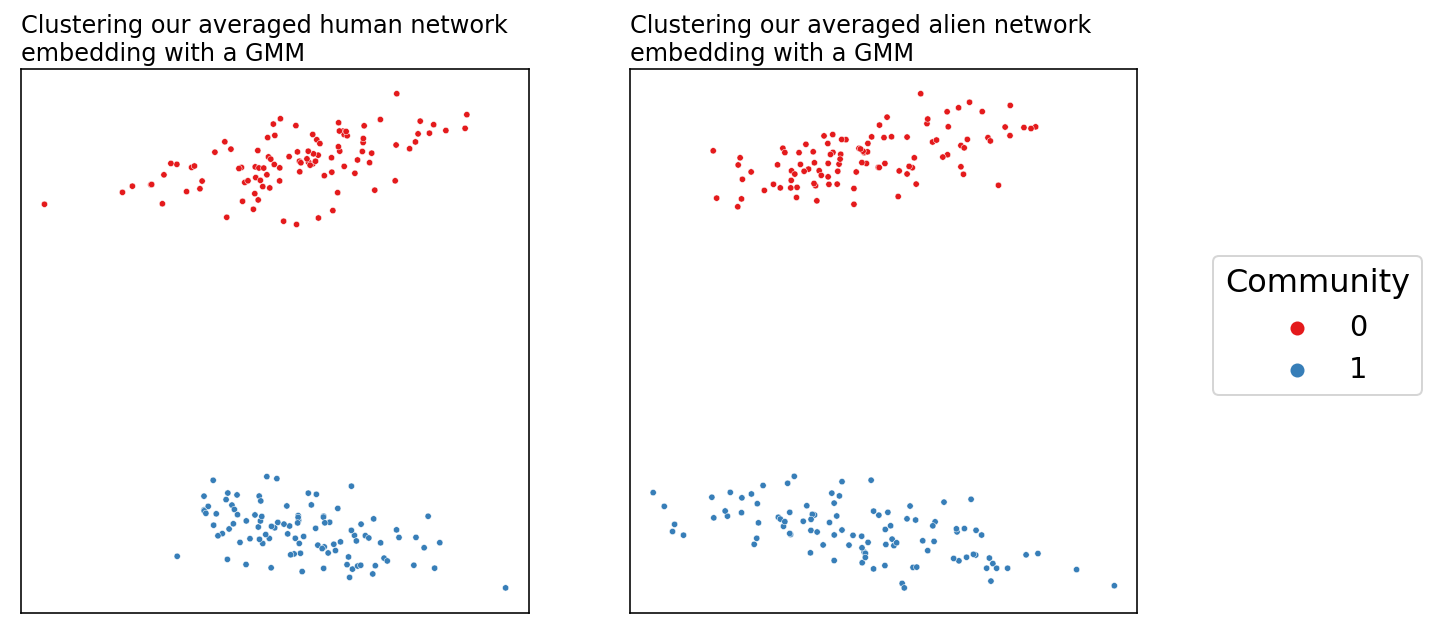 Clustering our averaged human network
embedding with a GMM
Clustering our averaged alien network
embedding with a GMM
Community
0
1